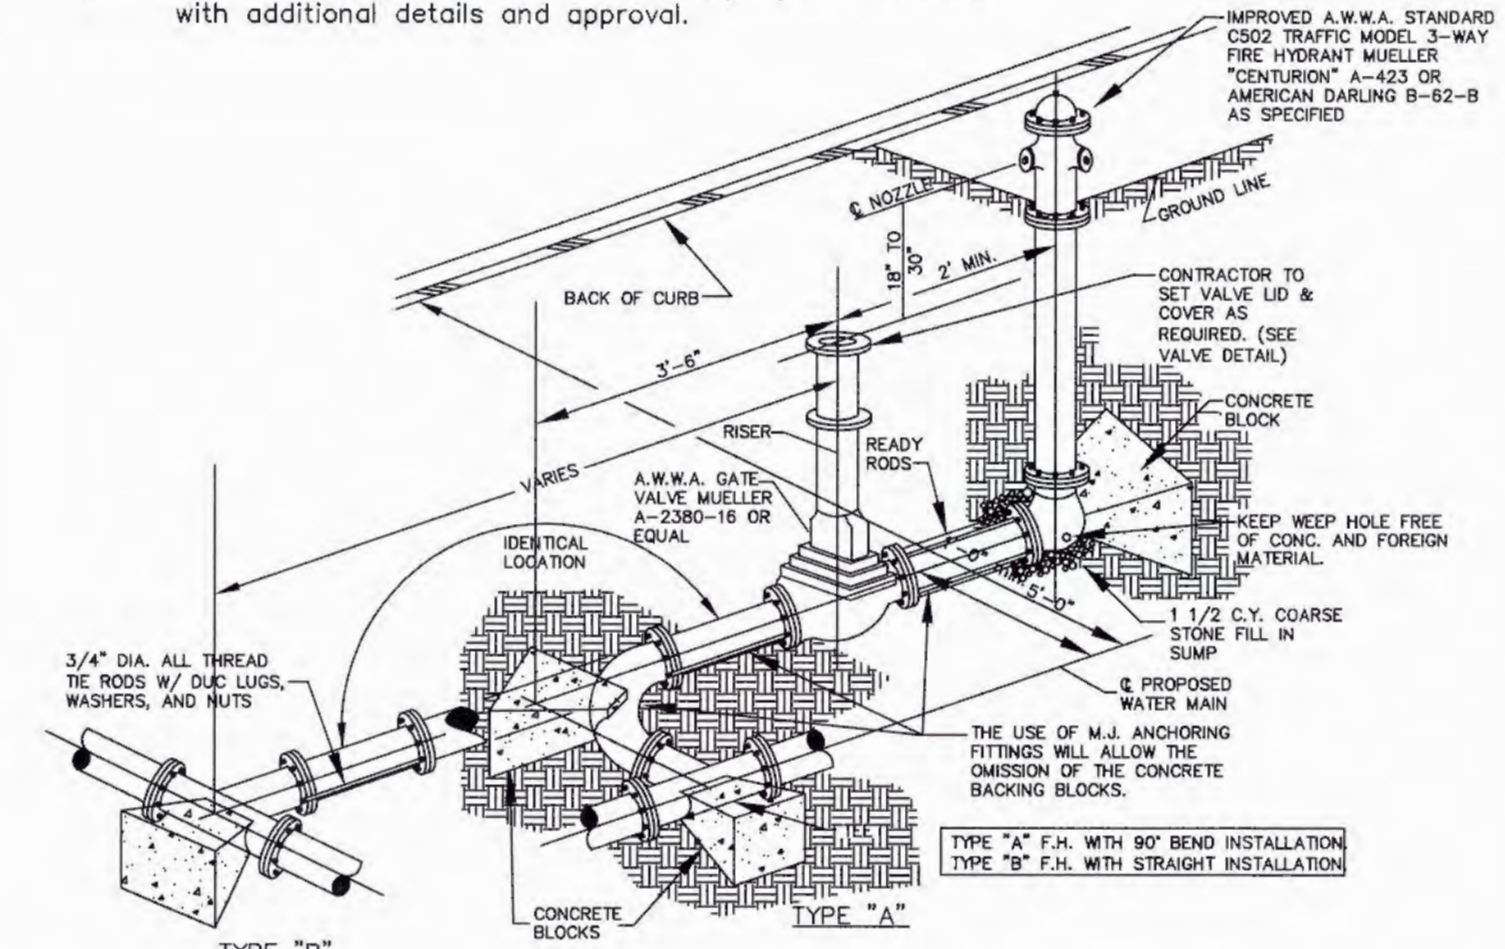 with additional details and approval.
IMPROVED A.W.W.A. STANDARD
C502 TRAFFIC MODEL 3-WAY
FIRE HYDRANT MUELLER
"CENTURION" A-423 OR
AMERICAN DARLING B-62-B
AS SPECIFIED
℄ NOZZLE
GROUND LINE
18" TO
30"
2' MIN.
BACK OF CURB
CONTRACTOR TO
SET VALVE LID &
COVER AS
REQUIRED. (SEE
VALVE DETAIL)
3'-6"
CONCRETE
BLOCK
RISER
READY
RODS
VARIES
A.W.W.A. GATE
VALVE MUELLER
A-2380-16 OR
EQUAL
IDENTICAL
LOCATION
KEEP WEEP HOLE FREE
OF CONC. AND FOREIGN
MATERIAL.
5'-0"
1 1/2 C.Y. COARSE
STONE FILL IN
SUMP
3/4" DIA. ALL THREAD
TIE RODS W/ DUC LUGS,
WASHERS, AND NUTS
℄ PROPOSED
WATER MAIN
THE USE OF M.J. ANCHORING
FITTINGS WILL ALLOW THE
OMISSION OF THE CONCRETE
BACKING BLOCKS.
TEE
TYPE "A" F.H. WITH 90° BEND INSTALLATION
TYPE "B" F.H. WITH STRAIGHT INSTALLATION
CONCRETE
BLOCKS
TYPE "A"
TYPE "B"